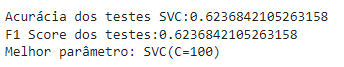 Acurácia dos testes SVC:0.6236842105263158
F1 Score dos testes:0.6236842105263158
Melhor parâmetro: SVC(C=100)